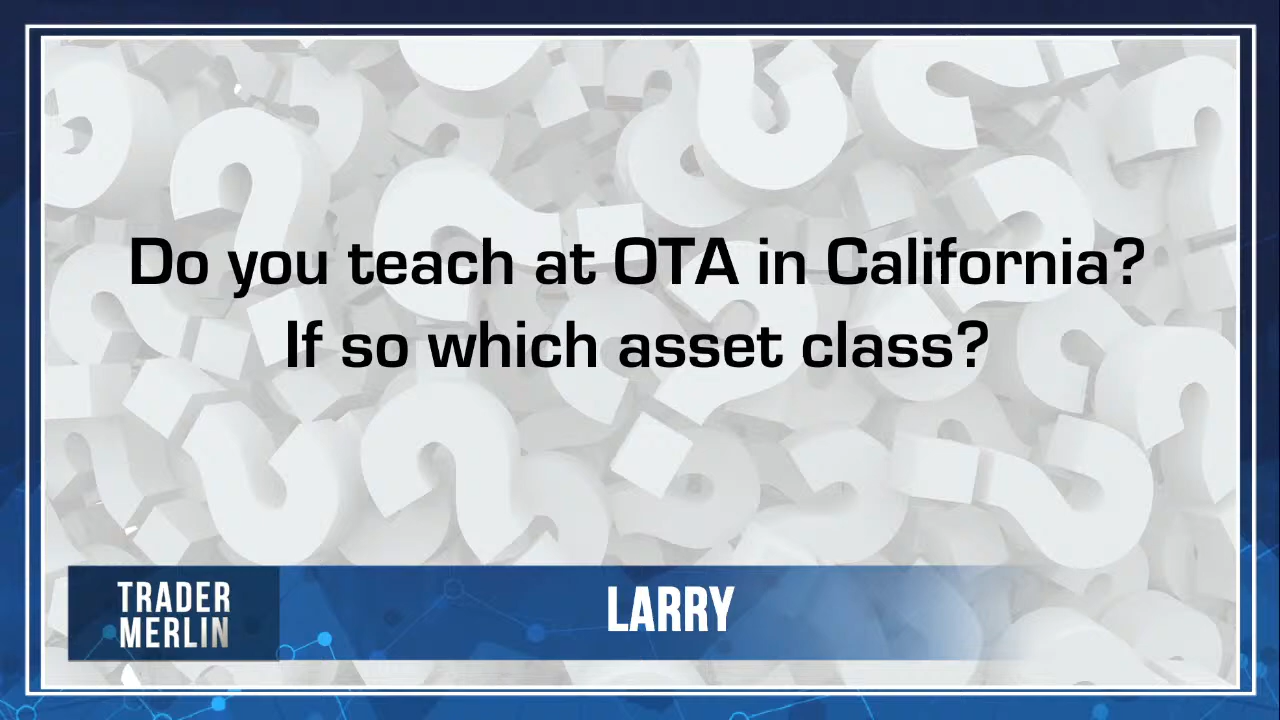 Do you teach at OTA in California?
If so which asset class?
TRADER
MERLIN
LARRY